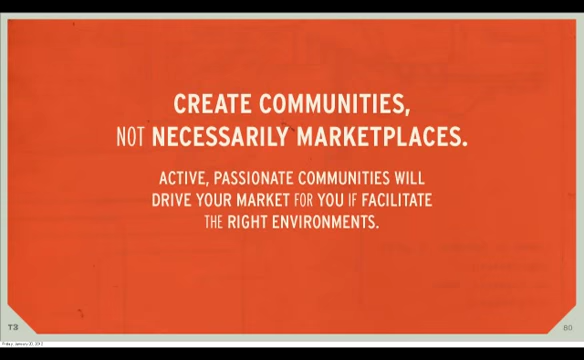 CREATE COMMUNITIES,
NOT NECESSARILY MARKETPLACES.
ACTIVE, PASSIONATE COMMUNITIES WILL
DRIVE YOUR MARKET FOR YOU IF FACILITATE
THE RIGHT ENVIRONMENTS.
T3
80